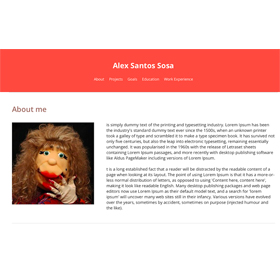 Alex Santos Sosa
About Projects Goals Education Work Experience
About me
is simply dummy text of the printing and typesetting industry. Lorem Ipsum has been
the industry's standard dummy text ever since the 1500s, when an unknown printer
took a galley of type and scrambled it to make a type specimen book. It has survived not
only five centuries, but also the leap into electronic typesetting, remaining essentially
unchanged. It was popularised in the 1960s with the release of Letraset sheets
containing Lorem Ipsum passages, and more recently with desktop publishing software
like Aldus PageMaker including versions of Lorem Ipsum.
t is a long established fact that a reader will be distracted by the readable content of a
page when looking at its layout. The point of using Lorem Ipsum is that it has a more-or-
less normal distribution of letters, as opposed to using 'Content here, content here',
making it look like readable English. Many desktop publishing packages and web page
editors now use Lorem Ipsum as their default model text, and a search for 'lorem
ipsum' will uncover many web sites still in their infancy. Various versions have evolved
over the years, sometimes by accident, sometimes on purpose (injected humour and
the like).